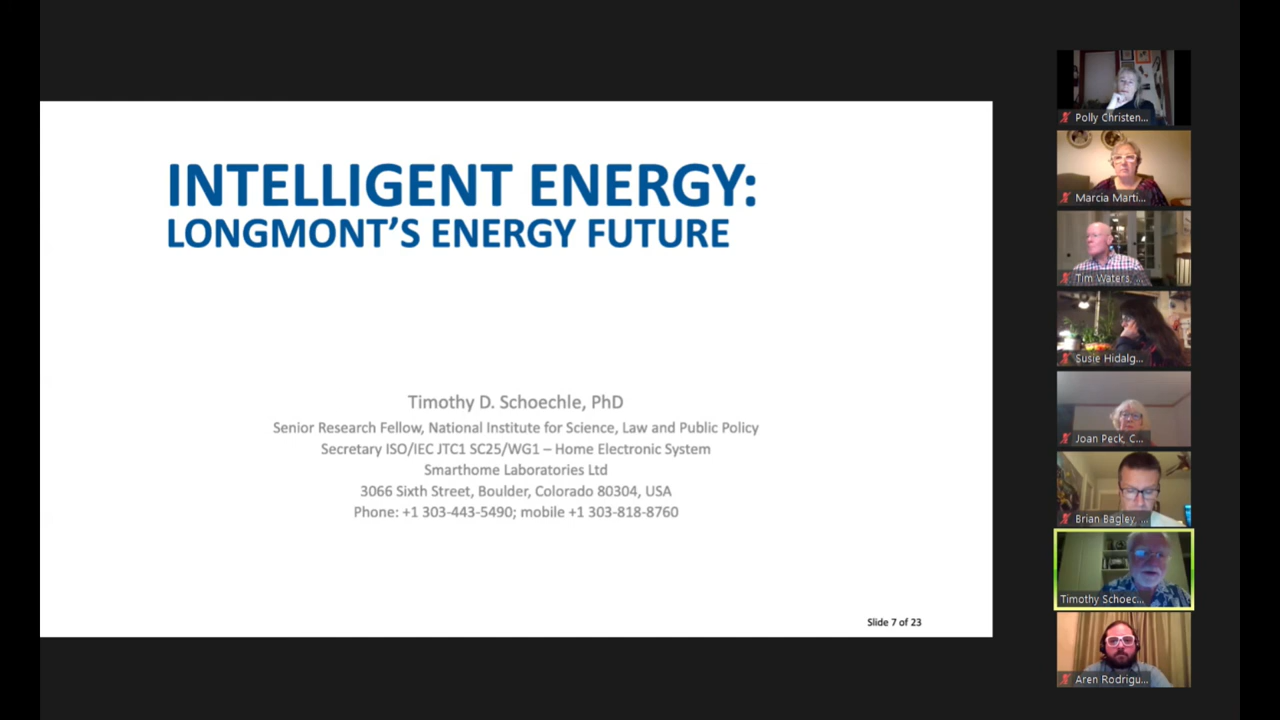 INTELLIGENT ENERGY:
LONGMONT'S ENERGY FUTURE
Timothy D. Schoechle, PhD
Senior Research Fellow, National Institute for Science, Law and Public Policy
Secretary ISO/IEC JTC1 SC25/WG1 – Home Electronic System
Smarthome Laboratories Ltd
3066 Sixth Street, Boulder, Colorado 80304, USA
Phone: +1 303-443-5490; mobile +1 303-818-8760
Slide 7 of 23
Polly Christen...
Marcia Marti...
Tim Waters, ...
Susie Hidalg...
Joan Peck, C...
Brian Bagley, ...
Timothy Schoec...
Aren Rodrigu...